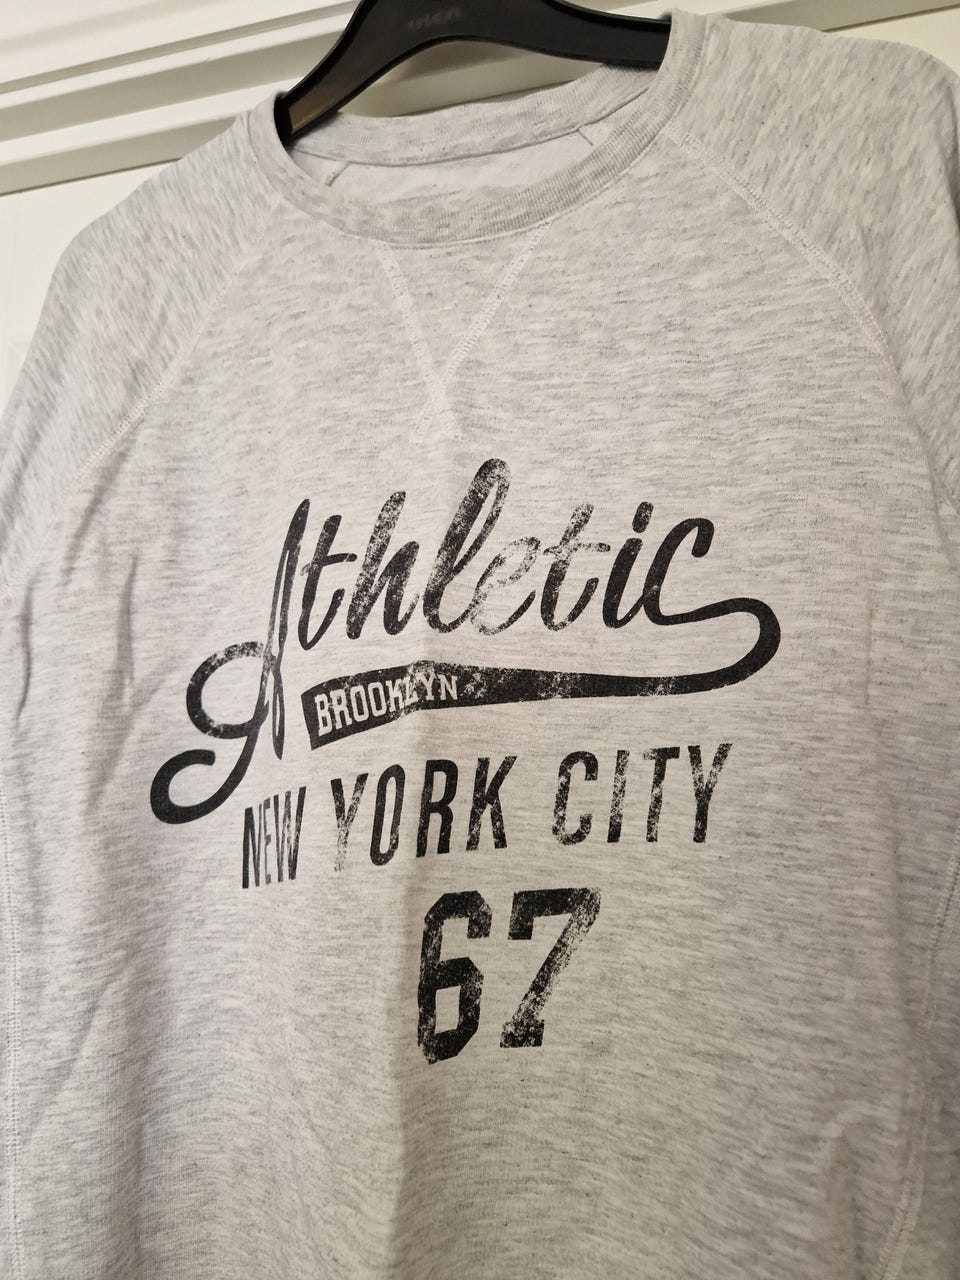 Athletic
BROOKLYN
NEW YORK CITY
67